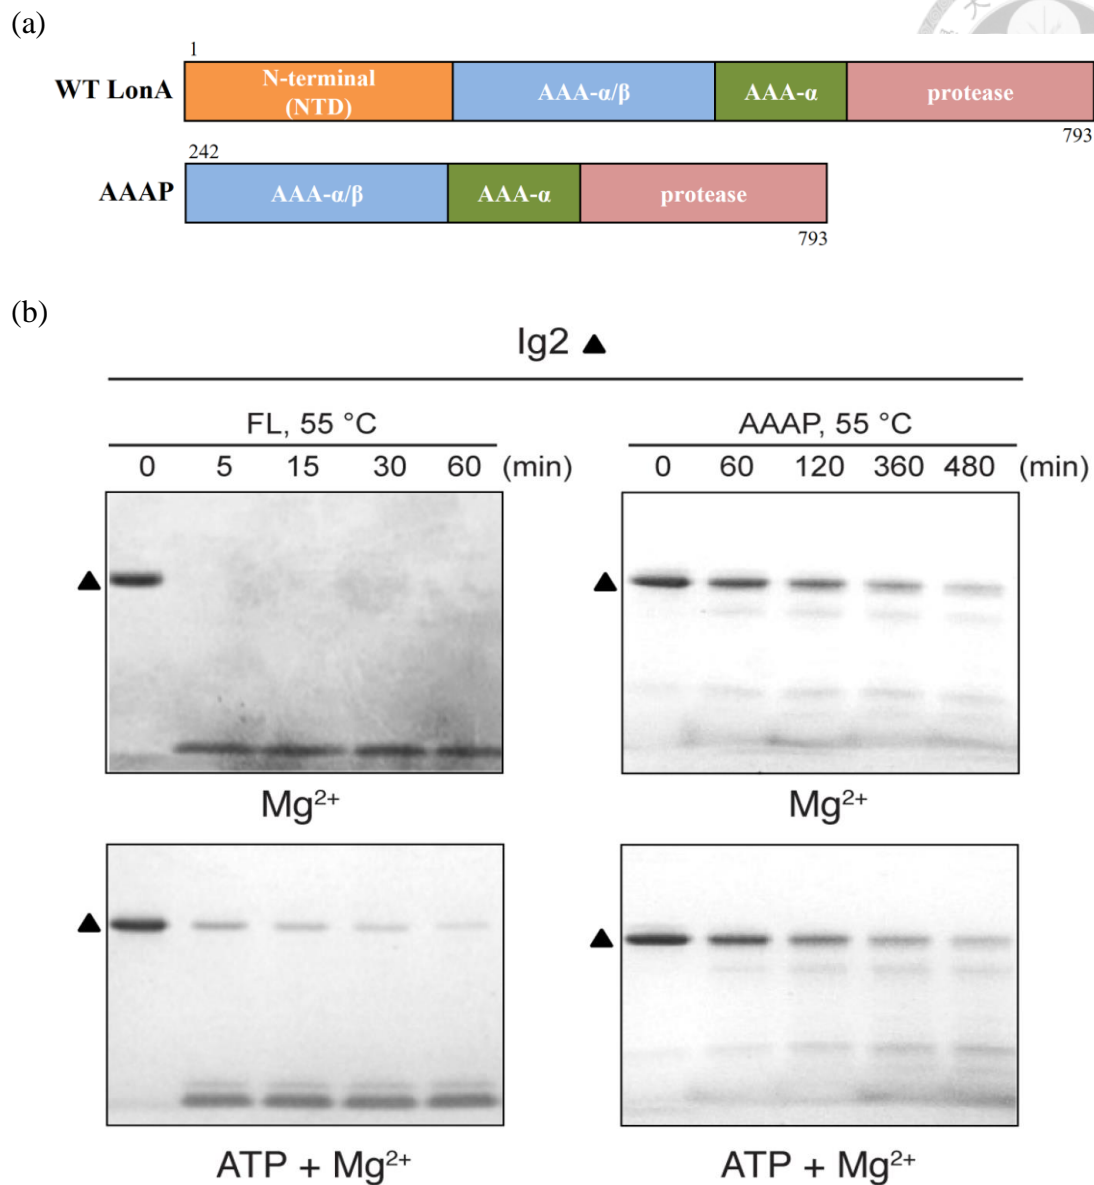 (a)
1
WT LonA
N-terminal
(NTD)
AAA-α/β
AAA-α
protease
793
242
AAAP
AAA-α/β
AAA-α
protease
793
(b)
Ig2 ▲
FL, 55 °C
0 5 15 30 60 (min)
AAAP, 55 °C
0 60 120 360 480 (min)
Mg²⁺
Mg²⁺
ATP + Mg²⁺
ATP + Mg²⁺